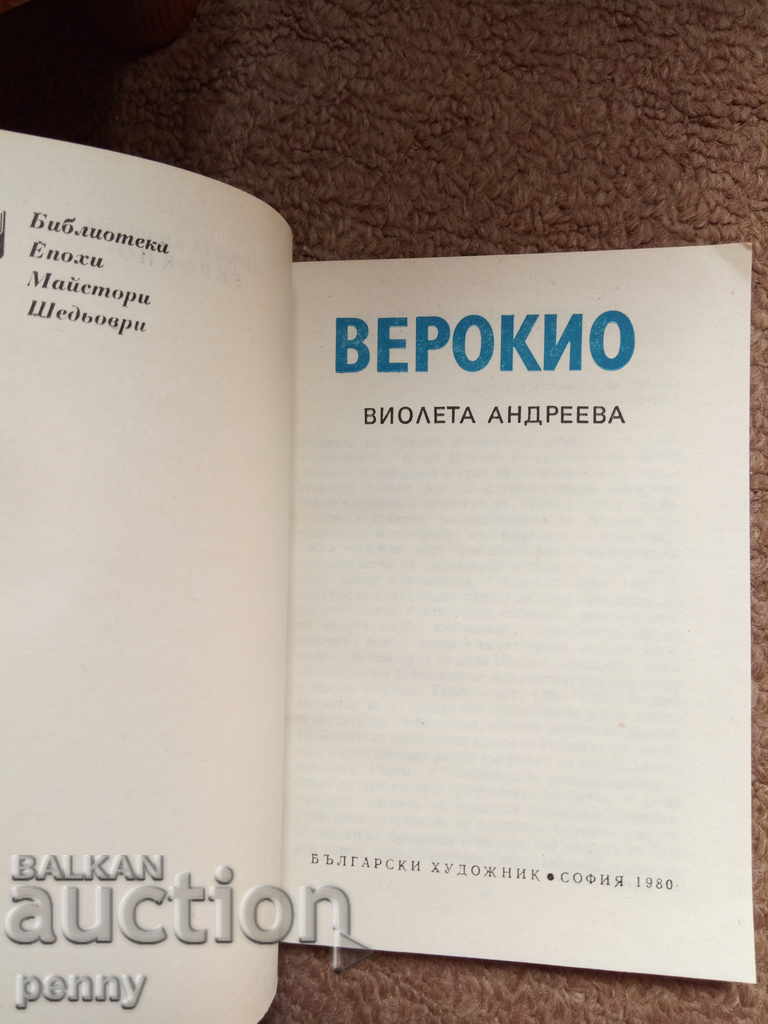 Библиотека
Епохи
Майстори
Шедьоври
ВЕРОКИО
ВИОЛЕТА АНДРЕЕВА
БЪЛГАРСКИ ХУДОЖНИК • СОФИЯ 1980
BALKAN
auction
penny